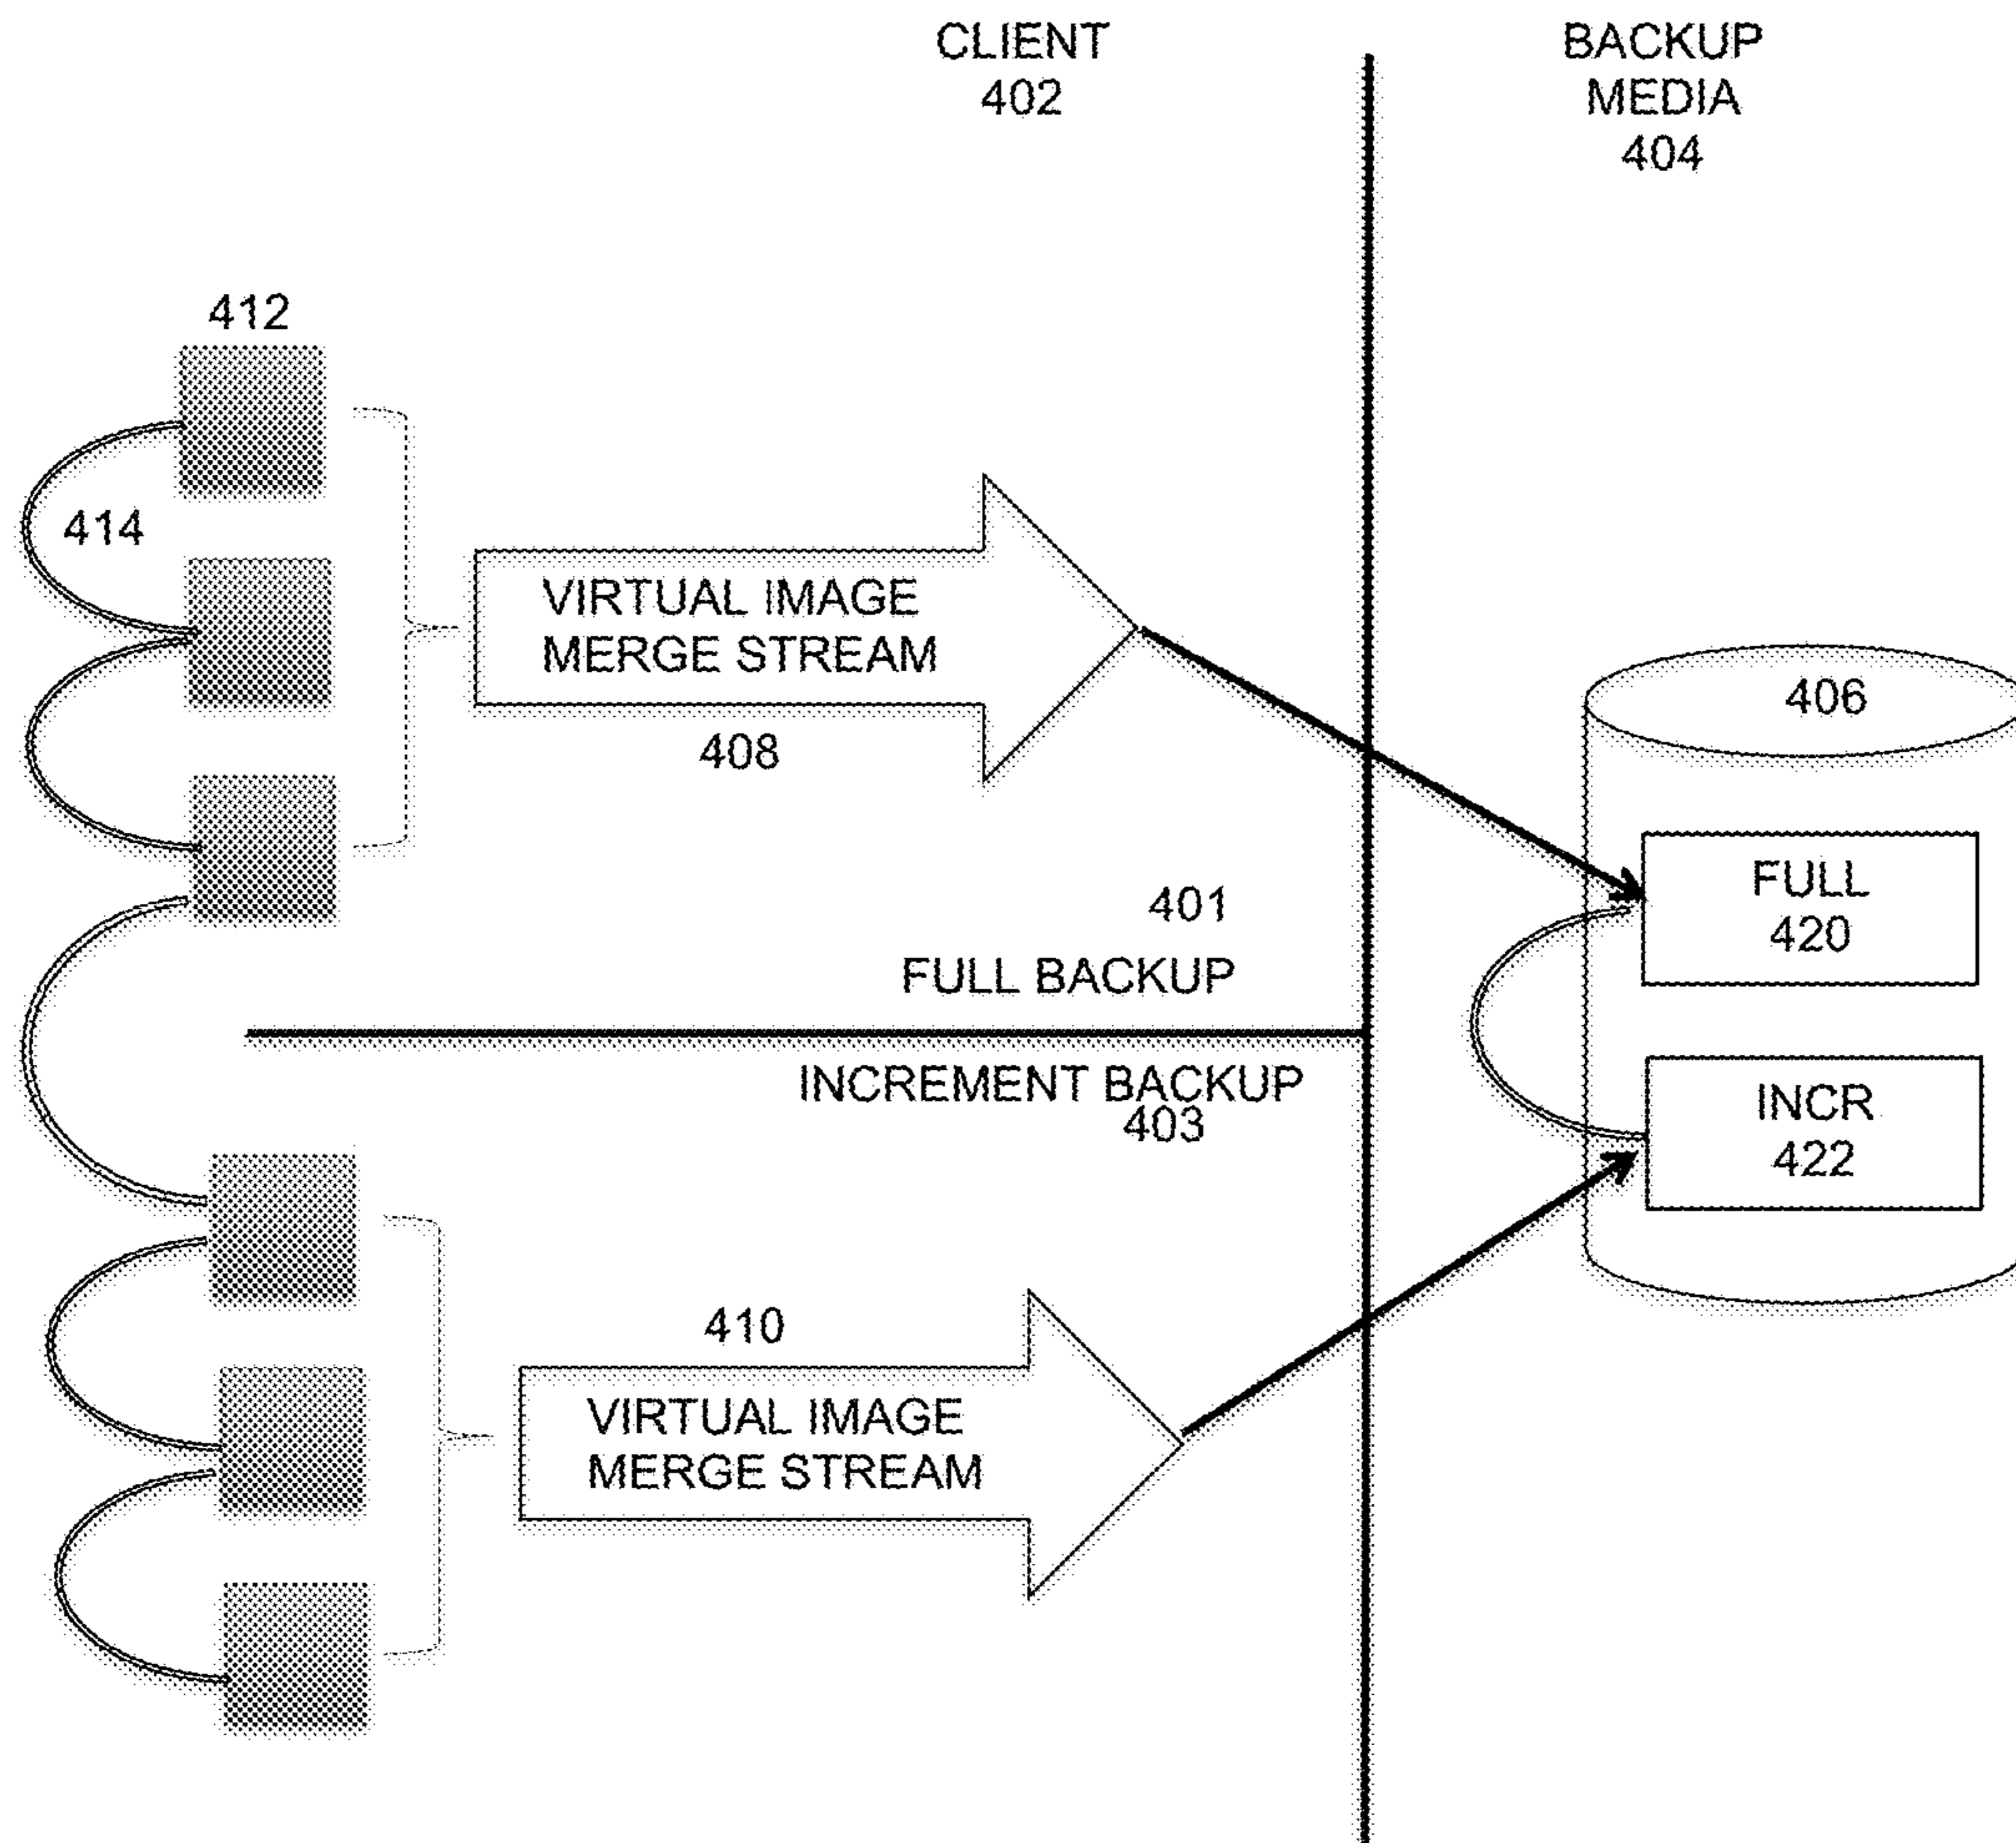 CLIENT
402
BACKUP
MEDIA
404
412
414
VIRTUAL IMAGE
MERGE STREAM
408
406
FULL
420
401
FULL BACKUP
INCREMENT BACKUP
403
INCR
422
410
VIRTUAL IMAGE
MERGE STREAM